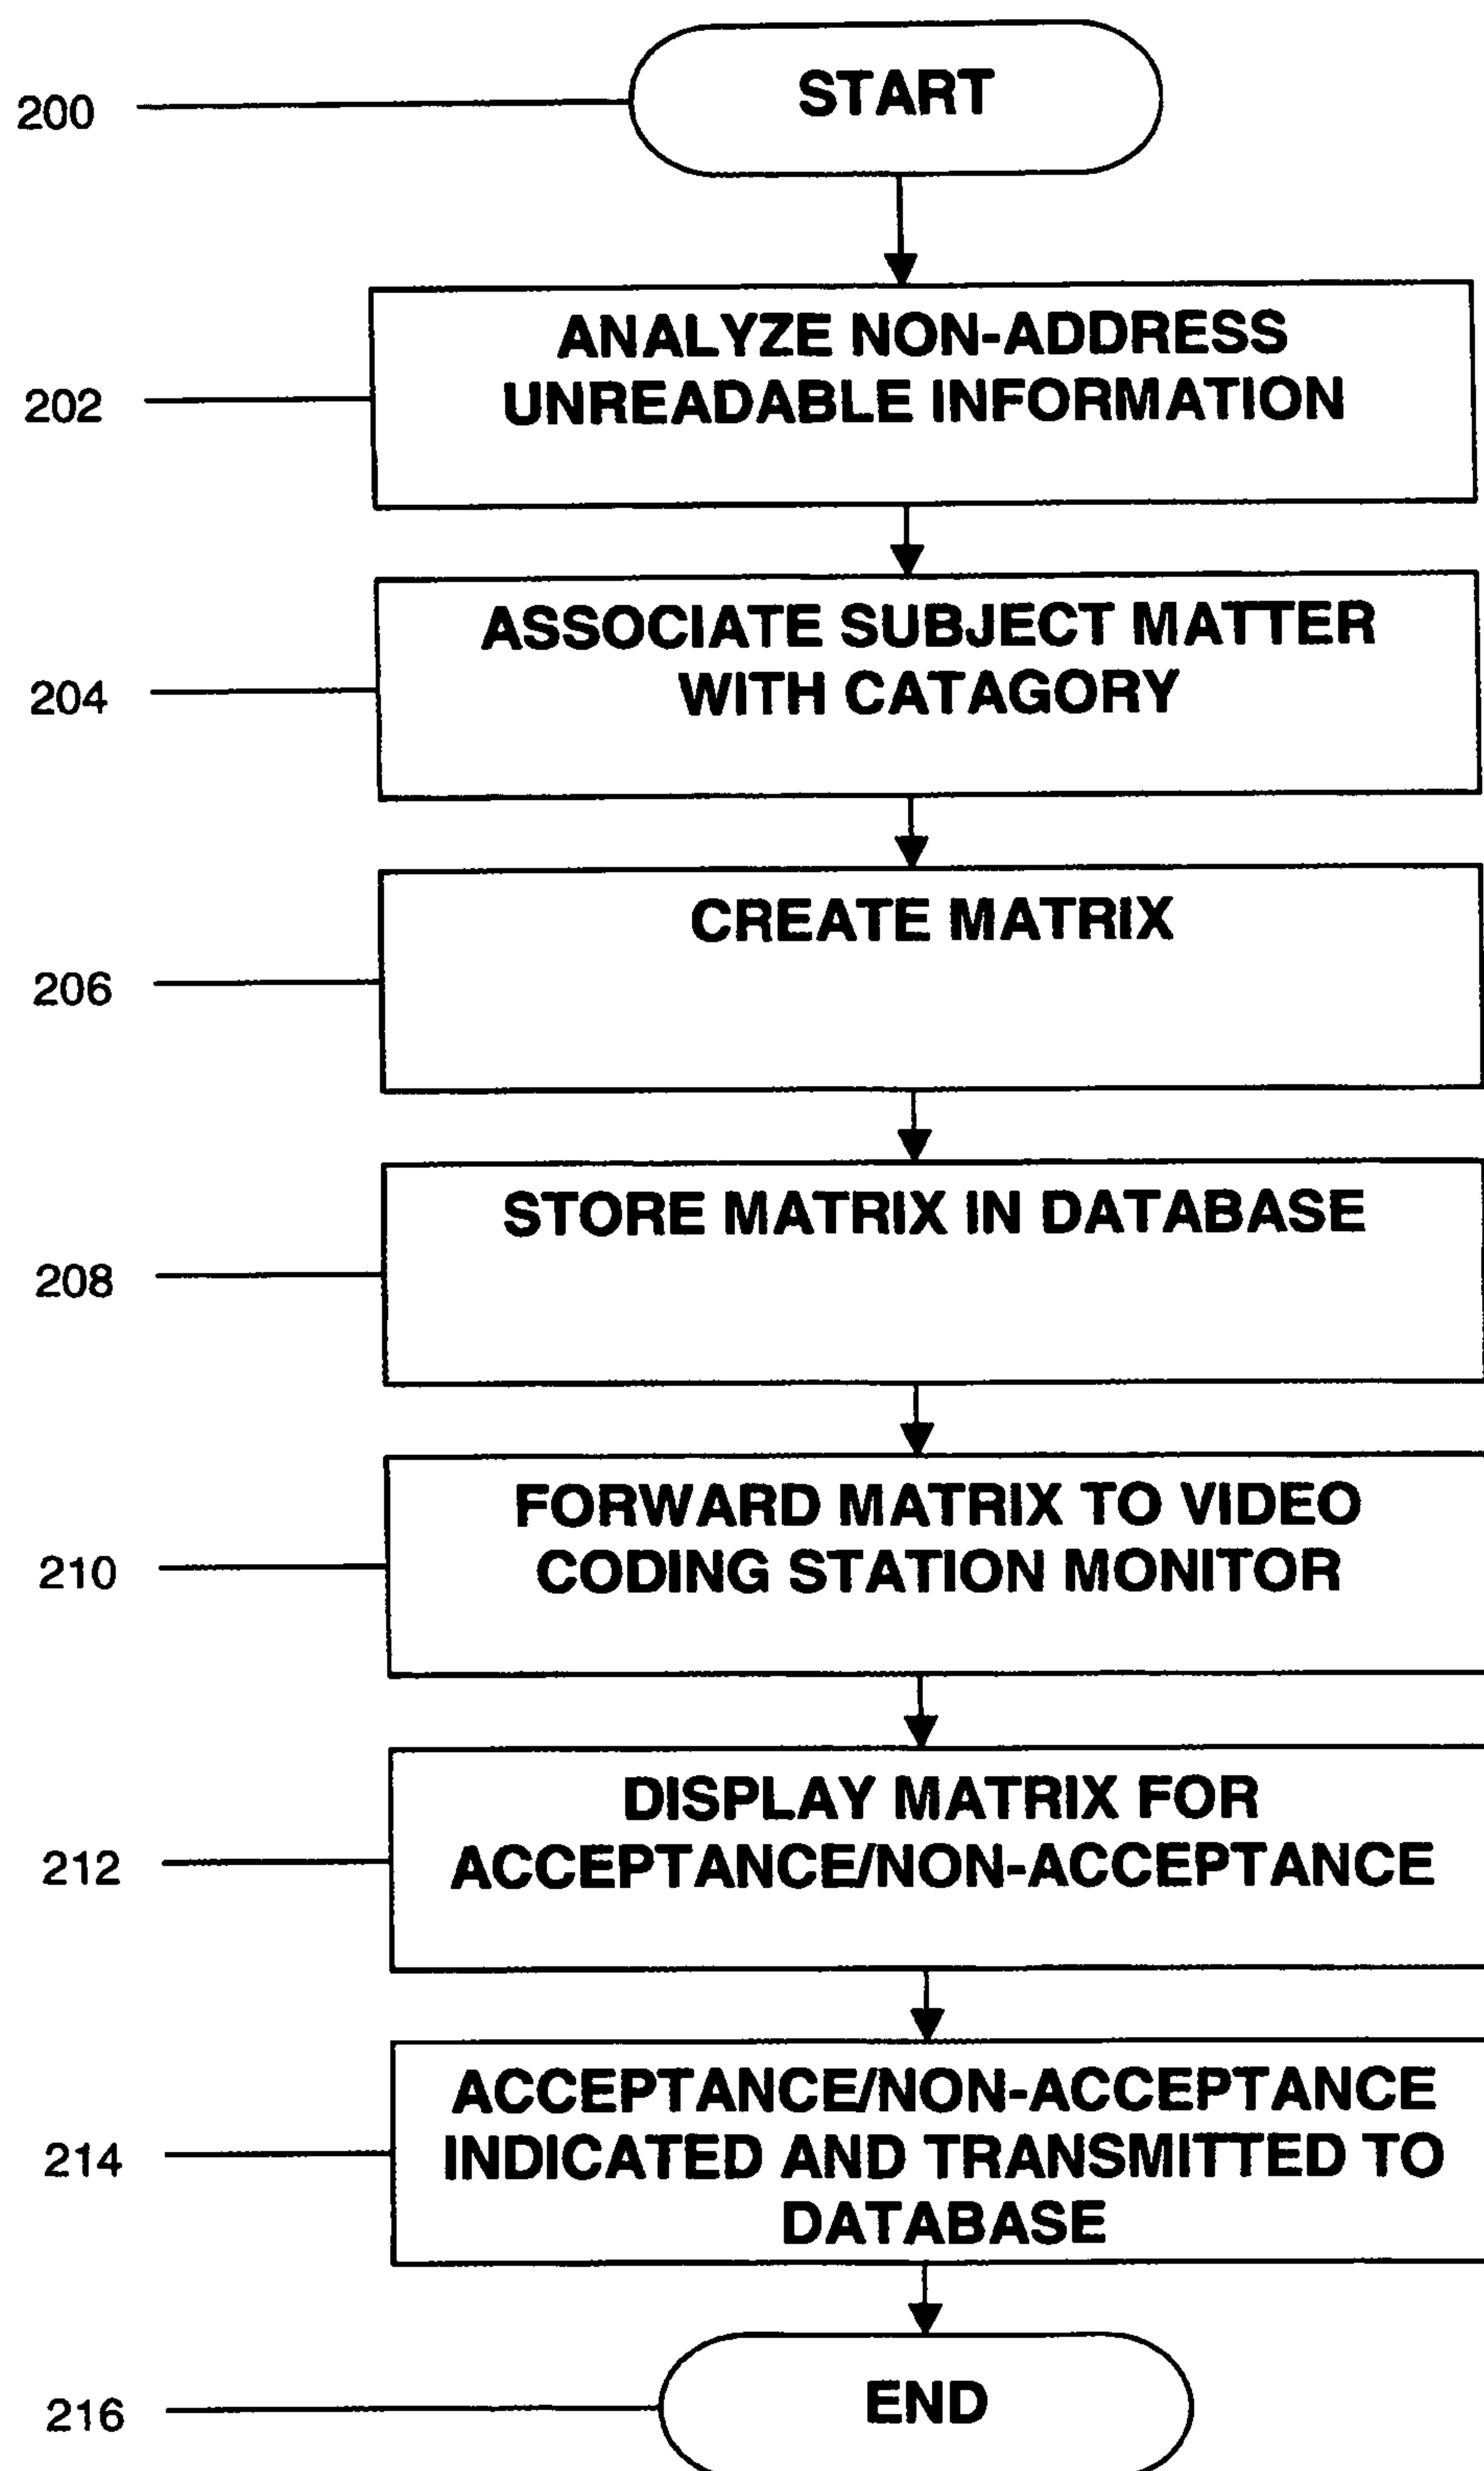 200
START
202
ANALYZE NON-ADDRESS
UNREADABLE INFORMATION
204
ASSOCIATE SUBJECT MATTER
WITH CATAGORY
206
CREATE MATRIX
208
STORE MATRIX IN DATABASE
210
FORWARD MATRIX TO VIDEO
CODING STATION MONITOR
212
DISPLAY MATRIX FOR
ACCEPTANCE/NON-ACCEPTANCE
214
ACCEPTANCE/NON-ACCEPTANCE
INDICATED AND TRANSMITTED TO
DATABASE
216
END